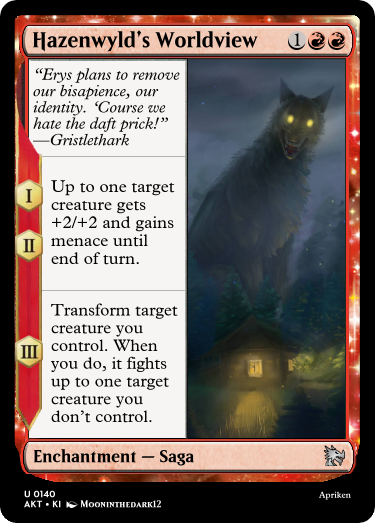 Hazenwyld's Worldview 1
“Erys plans to remove
our bisapience, our
identity. ‘Course we
hate the daft prick!”
—Gristlethark
I
II
Up to one target
creature gets
+2/+2 and gains
menace until
end of turn.
III
Transform target
creature you
control. When
you do, it fights
up to one target
creature you
don't control.
Enchantment — Saga
U 0140
AKT • KI Mooninthedark12
Apriken